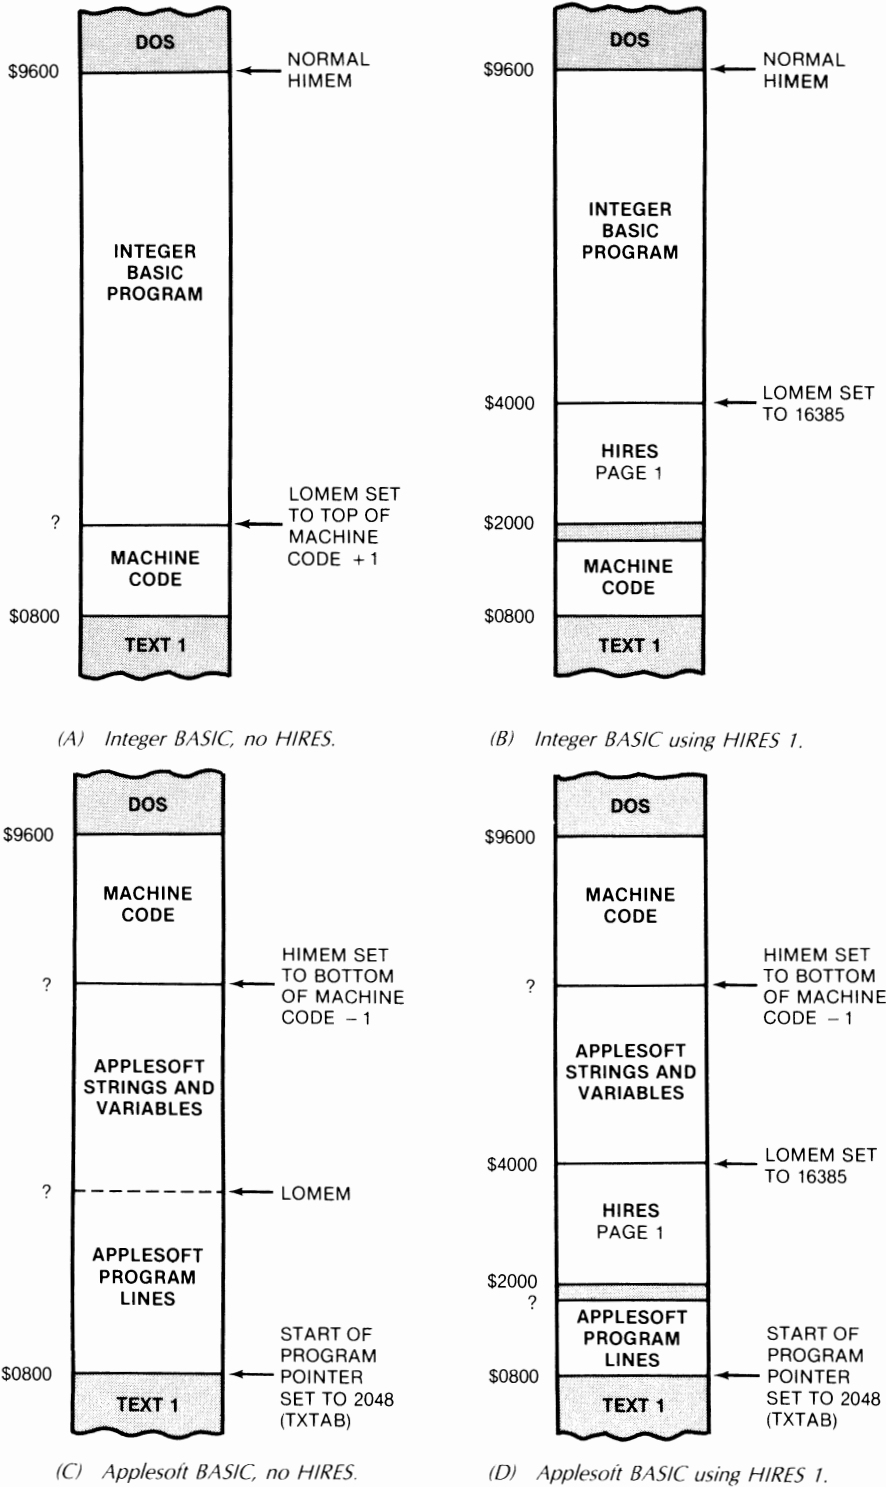 DOS
$9600
NORMAL
HIMEM
INTEGER
BASIC
PROGRAM
?
LOMEM SET
TO TOP OF
MACHINE
CODE + 1
MACHINE
CODE
$0800
TEXT 1
(A) Integer BASIC, no HIRES.
DOS
$9600
NORMAL
HIMEM
INTEGER
BASIC
PROGRAM
$4000
LOMEM SET
TO 16385
HIRES
PAGE 1
$2000
MACHINE
CODE
$0800
TEXT 1
(B) Integer BASIC using HIRES 1.
DOS
$9600
MACHINE
CODE
?
HIMEM SET
TO BOTTOM
OF MACHINE
CODE – 1
APPLESOFT
STRINGS AND
VARIABLES
?
LOMEM
APPLESOFT
PROGRAM
LINES
$0800
START OF
PROGRAM
POINTER
SET TO 2048
(TXTAB)
TEXT 1
(C) Applesoft BASIC, no HIRES.
DOS
$9600
MACHINE
CODE
?
HIMEM SET
TO BOTTOM
OF MACHINE
CODE – 1
APPLESOFT
STRINGS AND
VARIABLES
$4000
LOMEM SET
TO 16385
HIRES
PAGE 1
$2000
?
APPLESOFT
PROGRAM
LINES
$0800
START OF
PROGRAM
POINTER
SET TO 2048
(TXTAB)
TEXT 1
(D) Applesoft BASIC using HIRES 1.